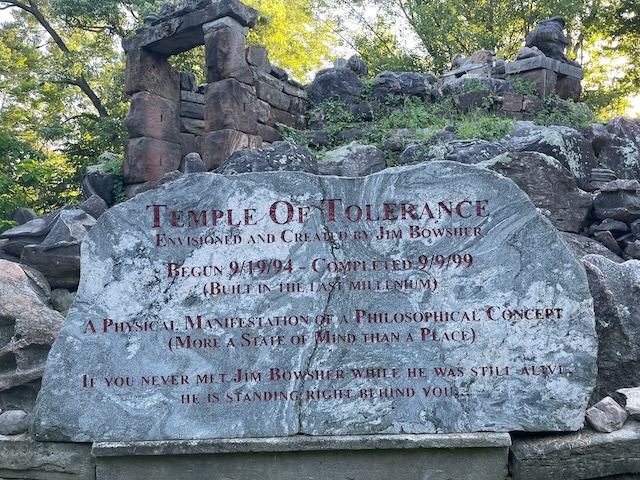 TEMPLE OF TOLERANCE
ENVISIONED AND CREATED BY JIM BOWSHER
BEGUN 9/19/94 - COMPLETED 9/9/99
(BUILT IN THE LAST MILLENIUM)
A PHYSICAL MANIFESTATION OF A PHILOSOPHICAL CONCEPT
(MORE A STATE OF MIND THAN A PLACE)
IF YOU NEVER MET JIM BOWSHER WHILE HE WAS STILL ALIVE,
HE IS STANDING RIGHT BEHIND YOU....